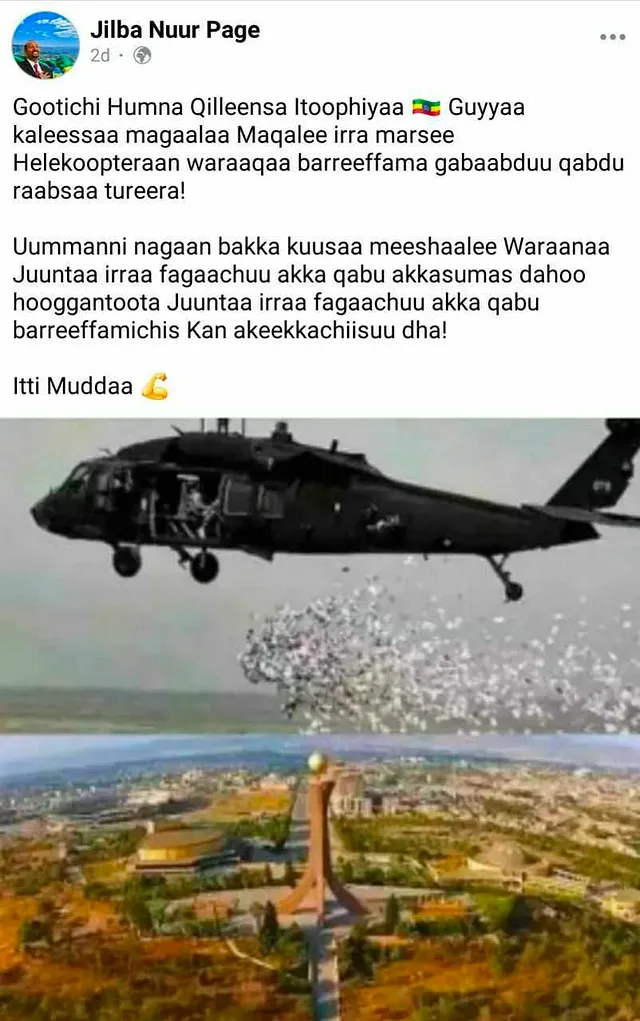 Jilba Nuur Page
2d ·
Gootichi Humna Qilleensa Itoophiyaa 🇪🇹 Guyyaa
kaleessaa magaalaa Maqalee irra marsee
Helekoopteraan waraaqaa barreeffama gabaabduu qabdu
raabsaa tureera!
Uummanni nagaan bakka kuusaa meeshaalee Waraanaa
Juuntaa irraa fagaachuu akka qabu akkasumas dahoo
hooggantoota Juuntaa irraa fagaachuu akka qabu
barreeffamichis Kan akeekkachiisuu dha!
Itti Muddaa 💪